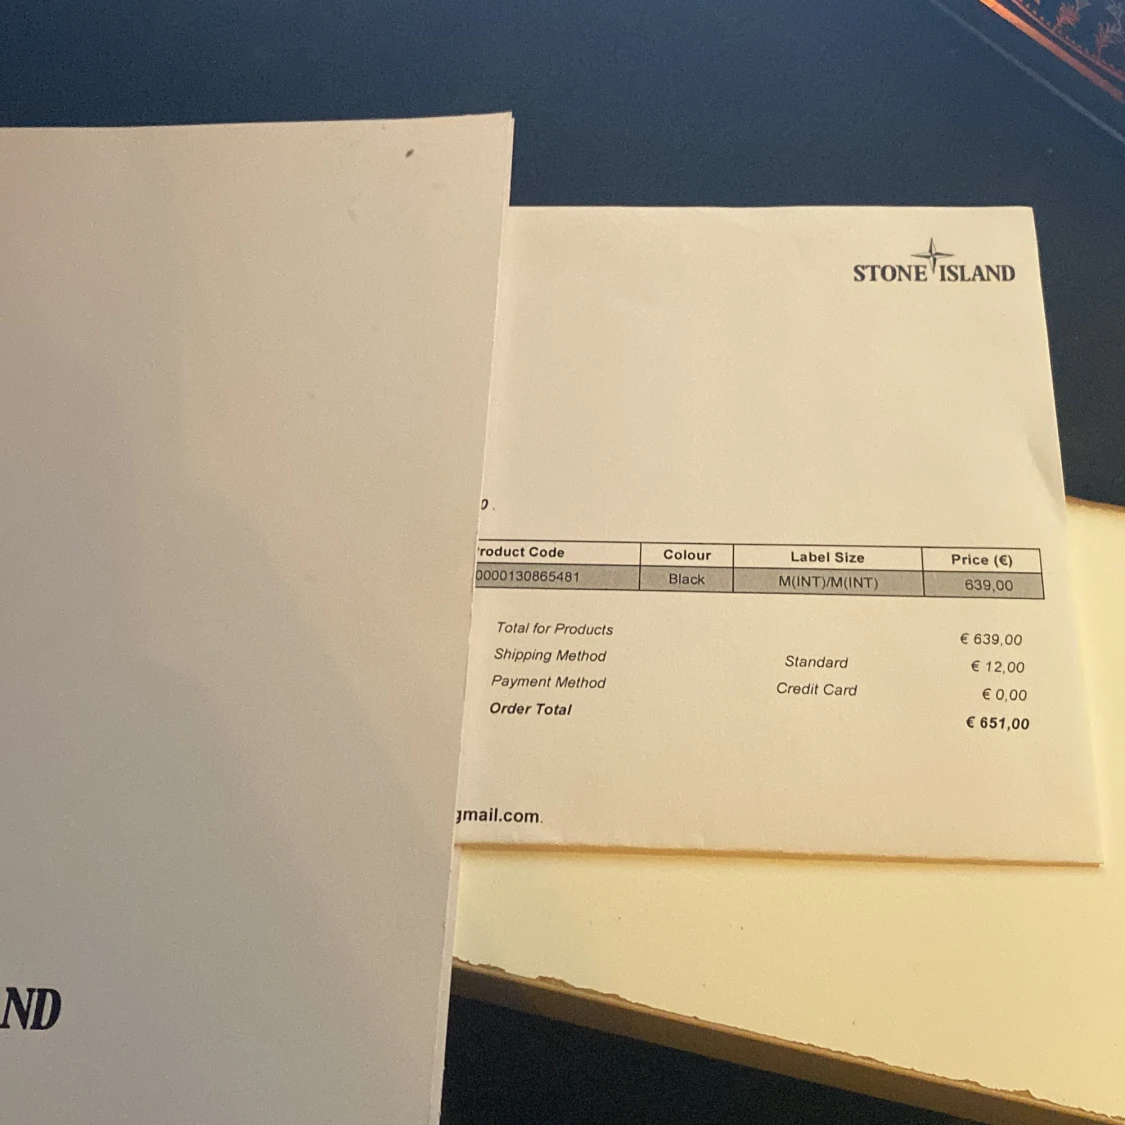 STONE ISLAND
roduct Code Colour Label Size Price (€)
0000130865481 Black M(INT)/M(INT) 639,00
Total for Products € 639,00
Shipping Method Standard € 12,00
Payment Method Credit Card € 0,00
Order Total € 651,00
gmail.com.
ND